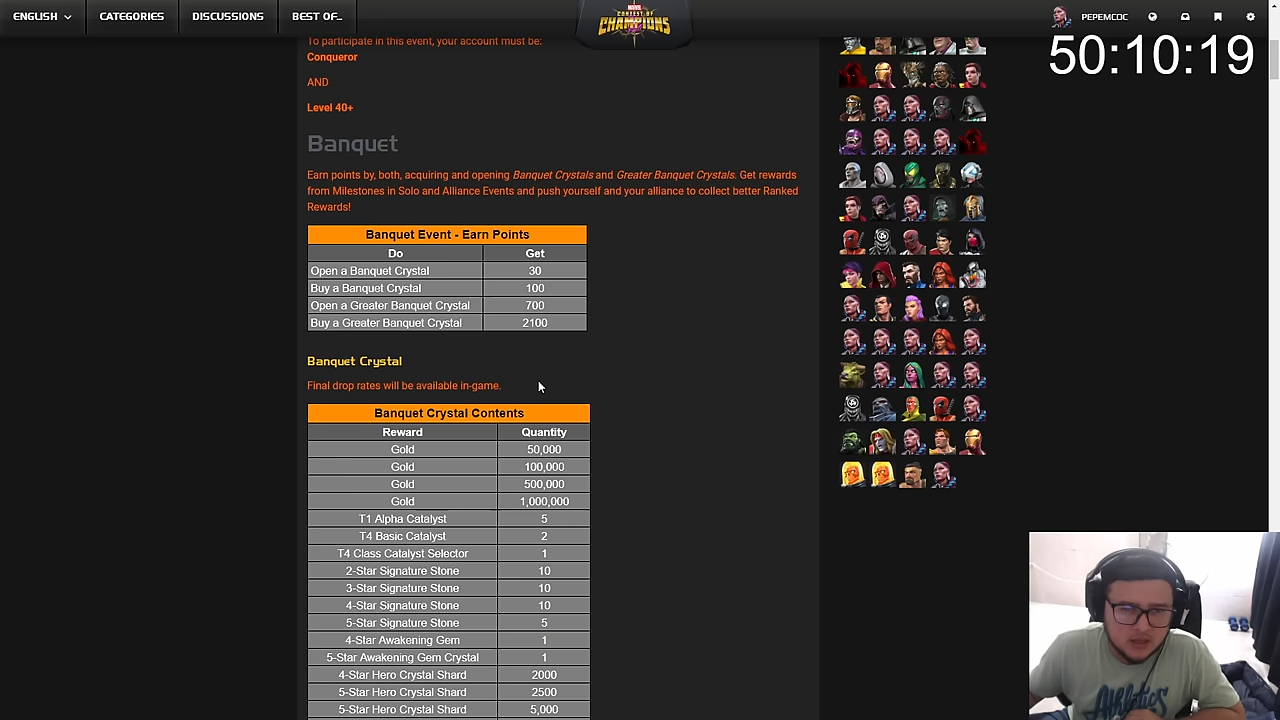 ENGLISH
CATEGORIES
DISCUSSIONS
BEST OF...
MARVEL
CONTEST OF
CHAMPIONS
PEPEMCOC
50:10:19
To participate in this event, your account must be:
Conqueror
AND
Level 40+
Banquet
Earn points by, both, acquiring and opening Banquet Crystals and Greater Banquet Crystals. Get rewards
from Milestones in Solo and Alliance Events and push yourself and your alliance to collect better Ranked
Rewards!
Banquet Event - Earn Points
Do Get
Open a Banquet Crystal 30
Buy a Banquet Crystal 100
Open a Greater Banquet Crystal 700
Buy a Greater Banquet Crystal 2100
Banquet Crystal
Final drop rates will be available in-game.
Banquet Crystal Contents
Reward Quantity
Gold 50,000
Gold 100,000
Gold 500,000
Gold 1,000,000
T1 Alpha Catalyst 5
T4 Basic Catalyst 2
T4 Class Catalyst Selector 1
2-Star Signature Stone 10
3-Star Signature Stone 10
4-Star Signature Stone 10
5-Star Signature Stone 5
4-Star Awakening Gem 1
5-Star Awakening Gem Crystal 1
4-Star Hero Crystal Shard 2000
5-Star Hero Crystal Shard 2500
5-Star Hero Crystal Shard 5,000
Athletics